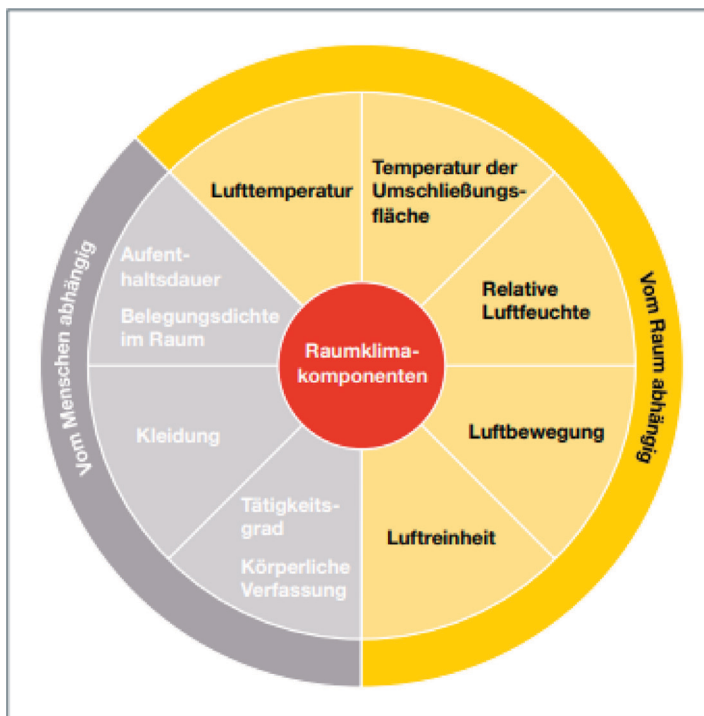 Lufttemperatur
Temperatur der
Umschließungs-
fläche
Relative
Luftfeuchte
Luftbewegung
Luftreinheit
Tätigkeits-
grad
Körperliche
Verfassung
Kleidung
Aufent-
haltsdauer
Belegungsdichte
im Raum
Raumklima-
komponenten
Vom Menschen abhängig
Vom Raum abhängig